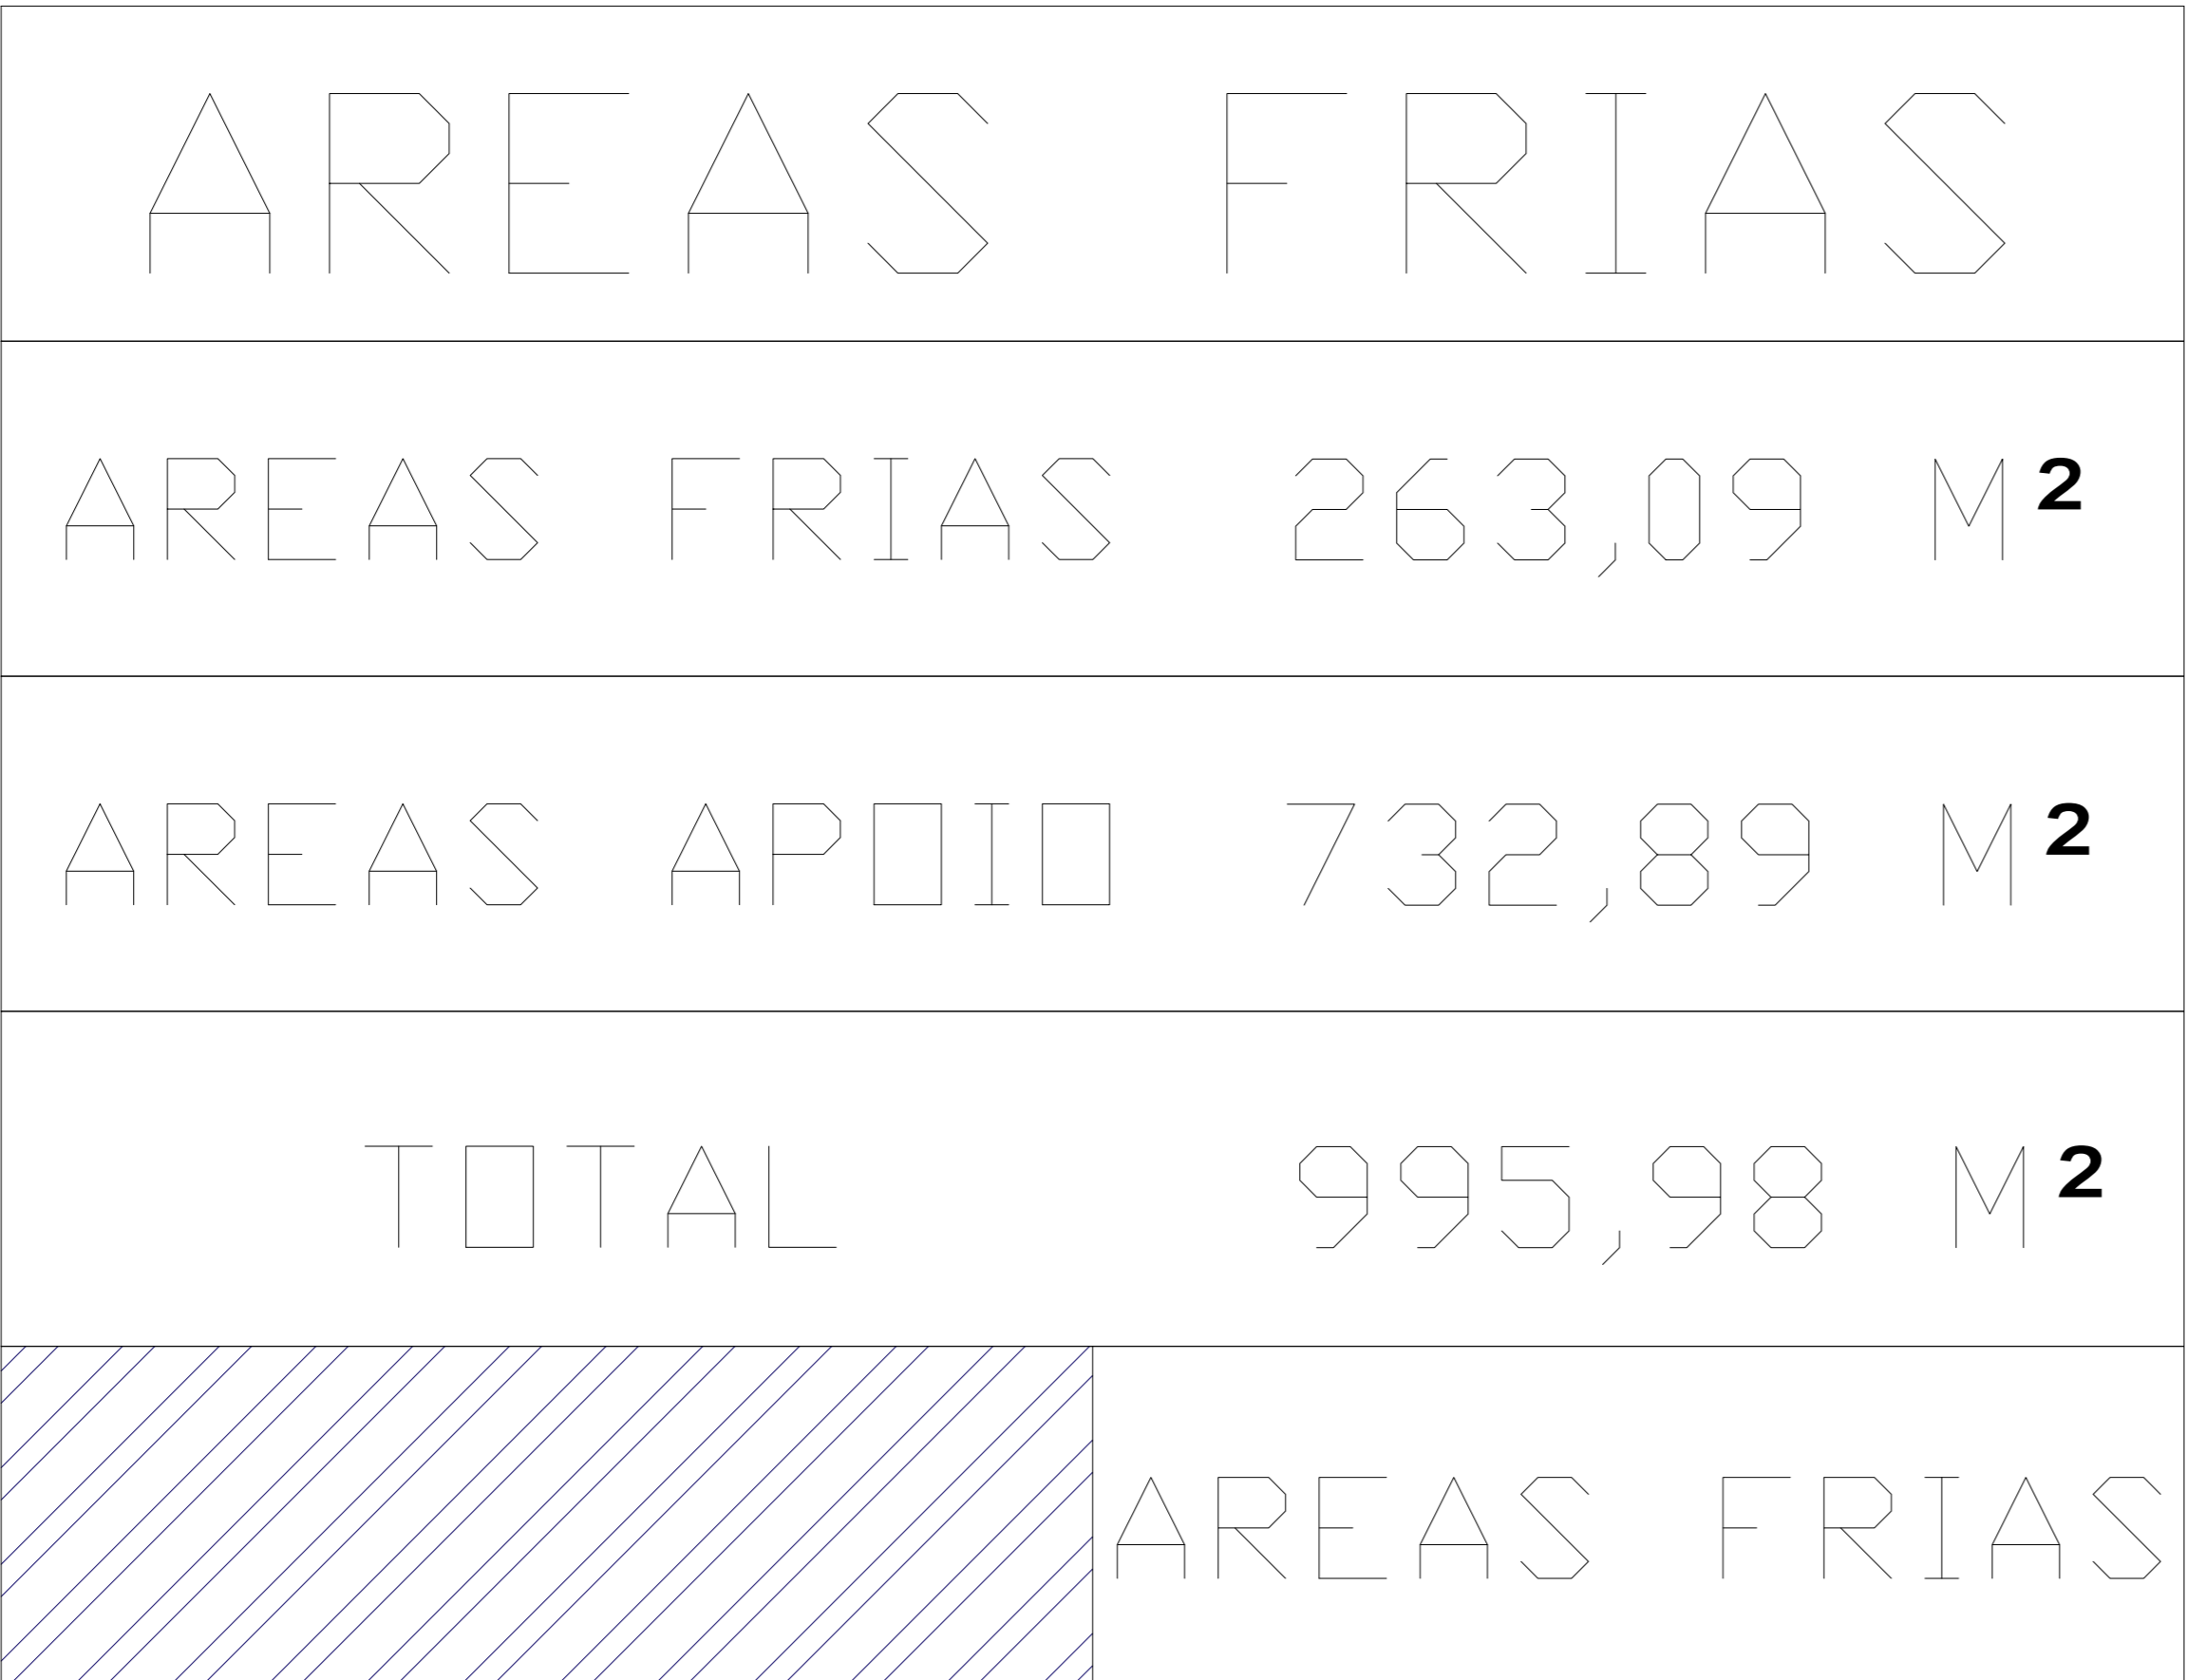 AREAS FRIAS
AREAS FRIAS 263,09 M²
AREAS APOIO 732,89 M²
TOTAL 995,98 M²
AREAS FRIAS